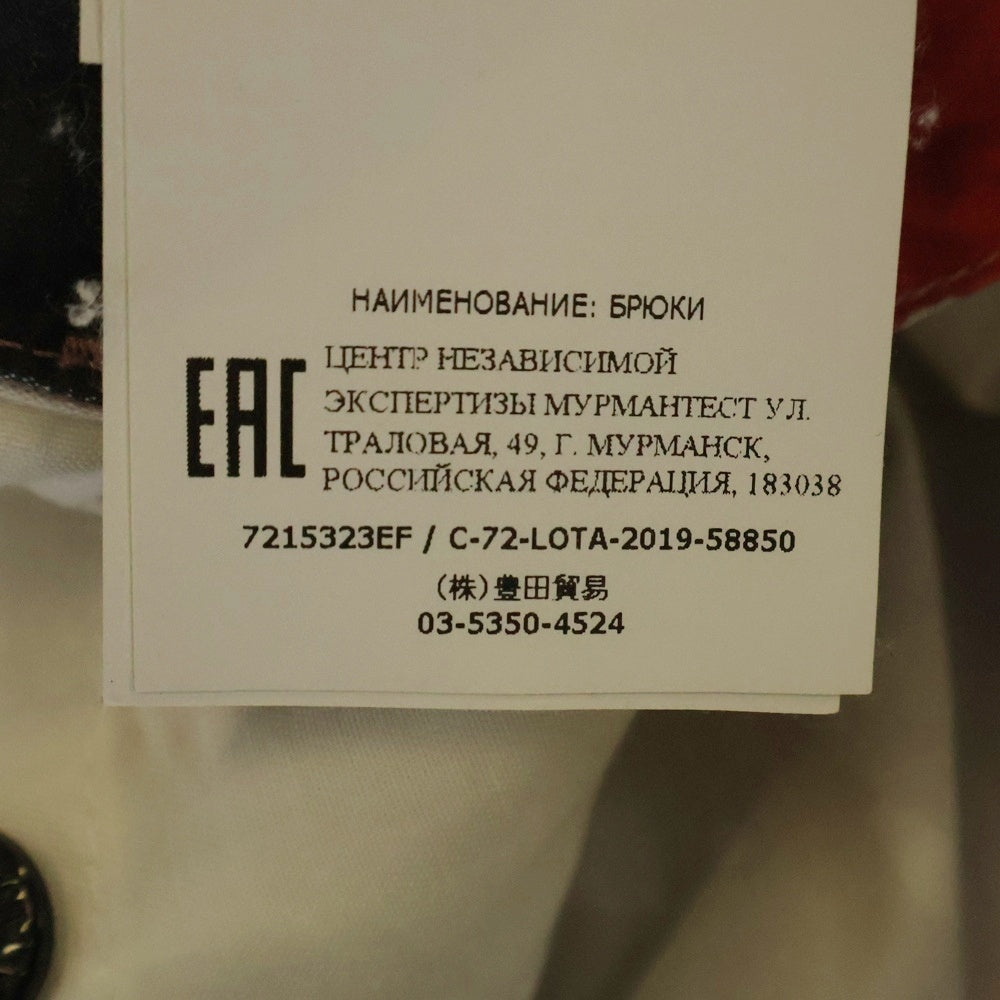 НАИМЕНОВАНИЕ: БРЮКИ
EAC
ЦЕНТР НЕЗАВИСИМОЙ
ЭКСПЕРТИЗЫ МУРМАНТЕСТ УЛ.
ТРАЛОВАЯ, 49, Г. МУРМАНСК,
РОССИЙСКАЯ ФЕДЕРАЦИЯ, 183038
7215323EF / C-72-LOTA-2019-58850
(株)豊田貿易
03-5350-4524